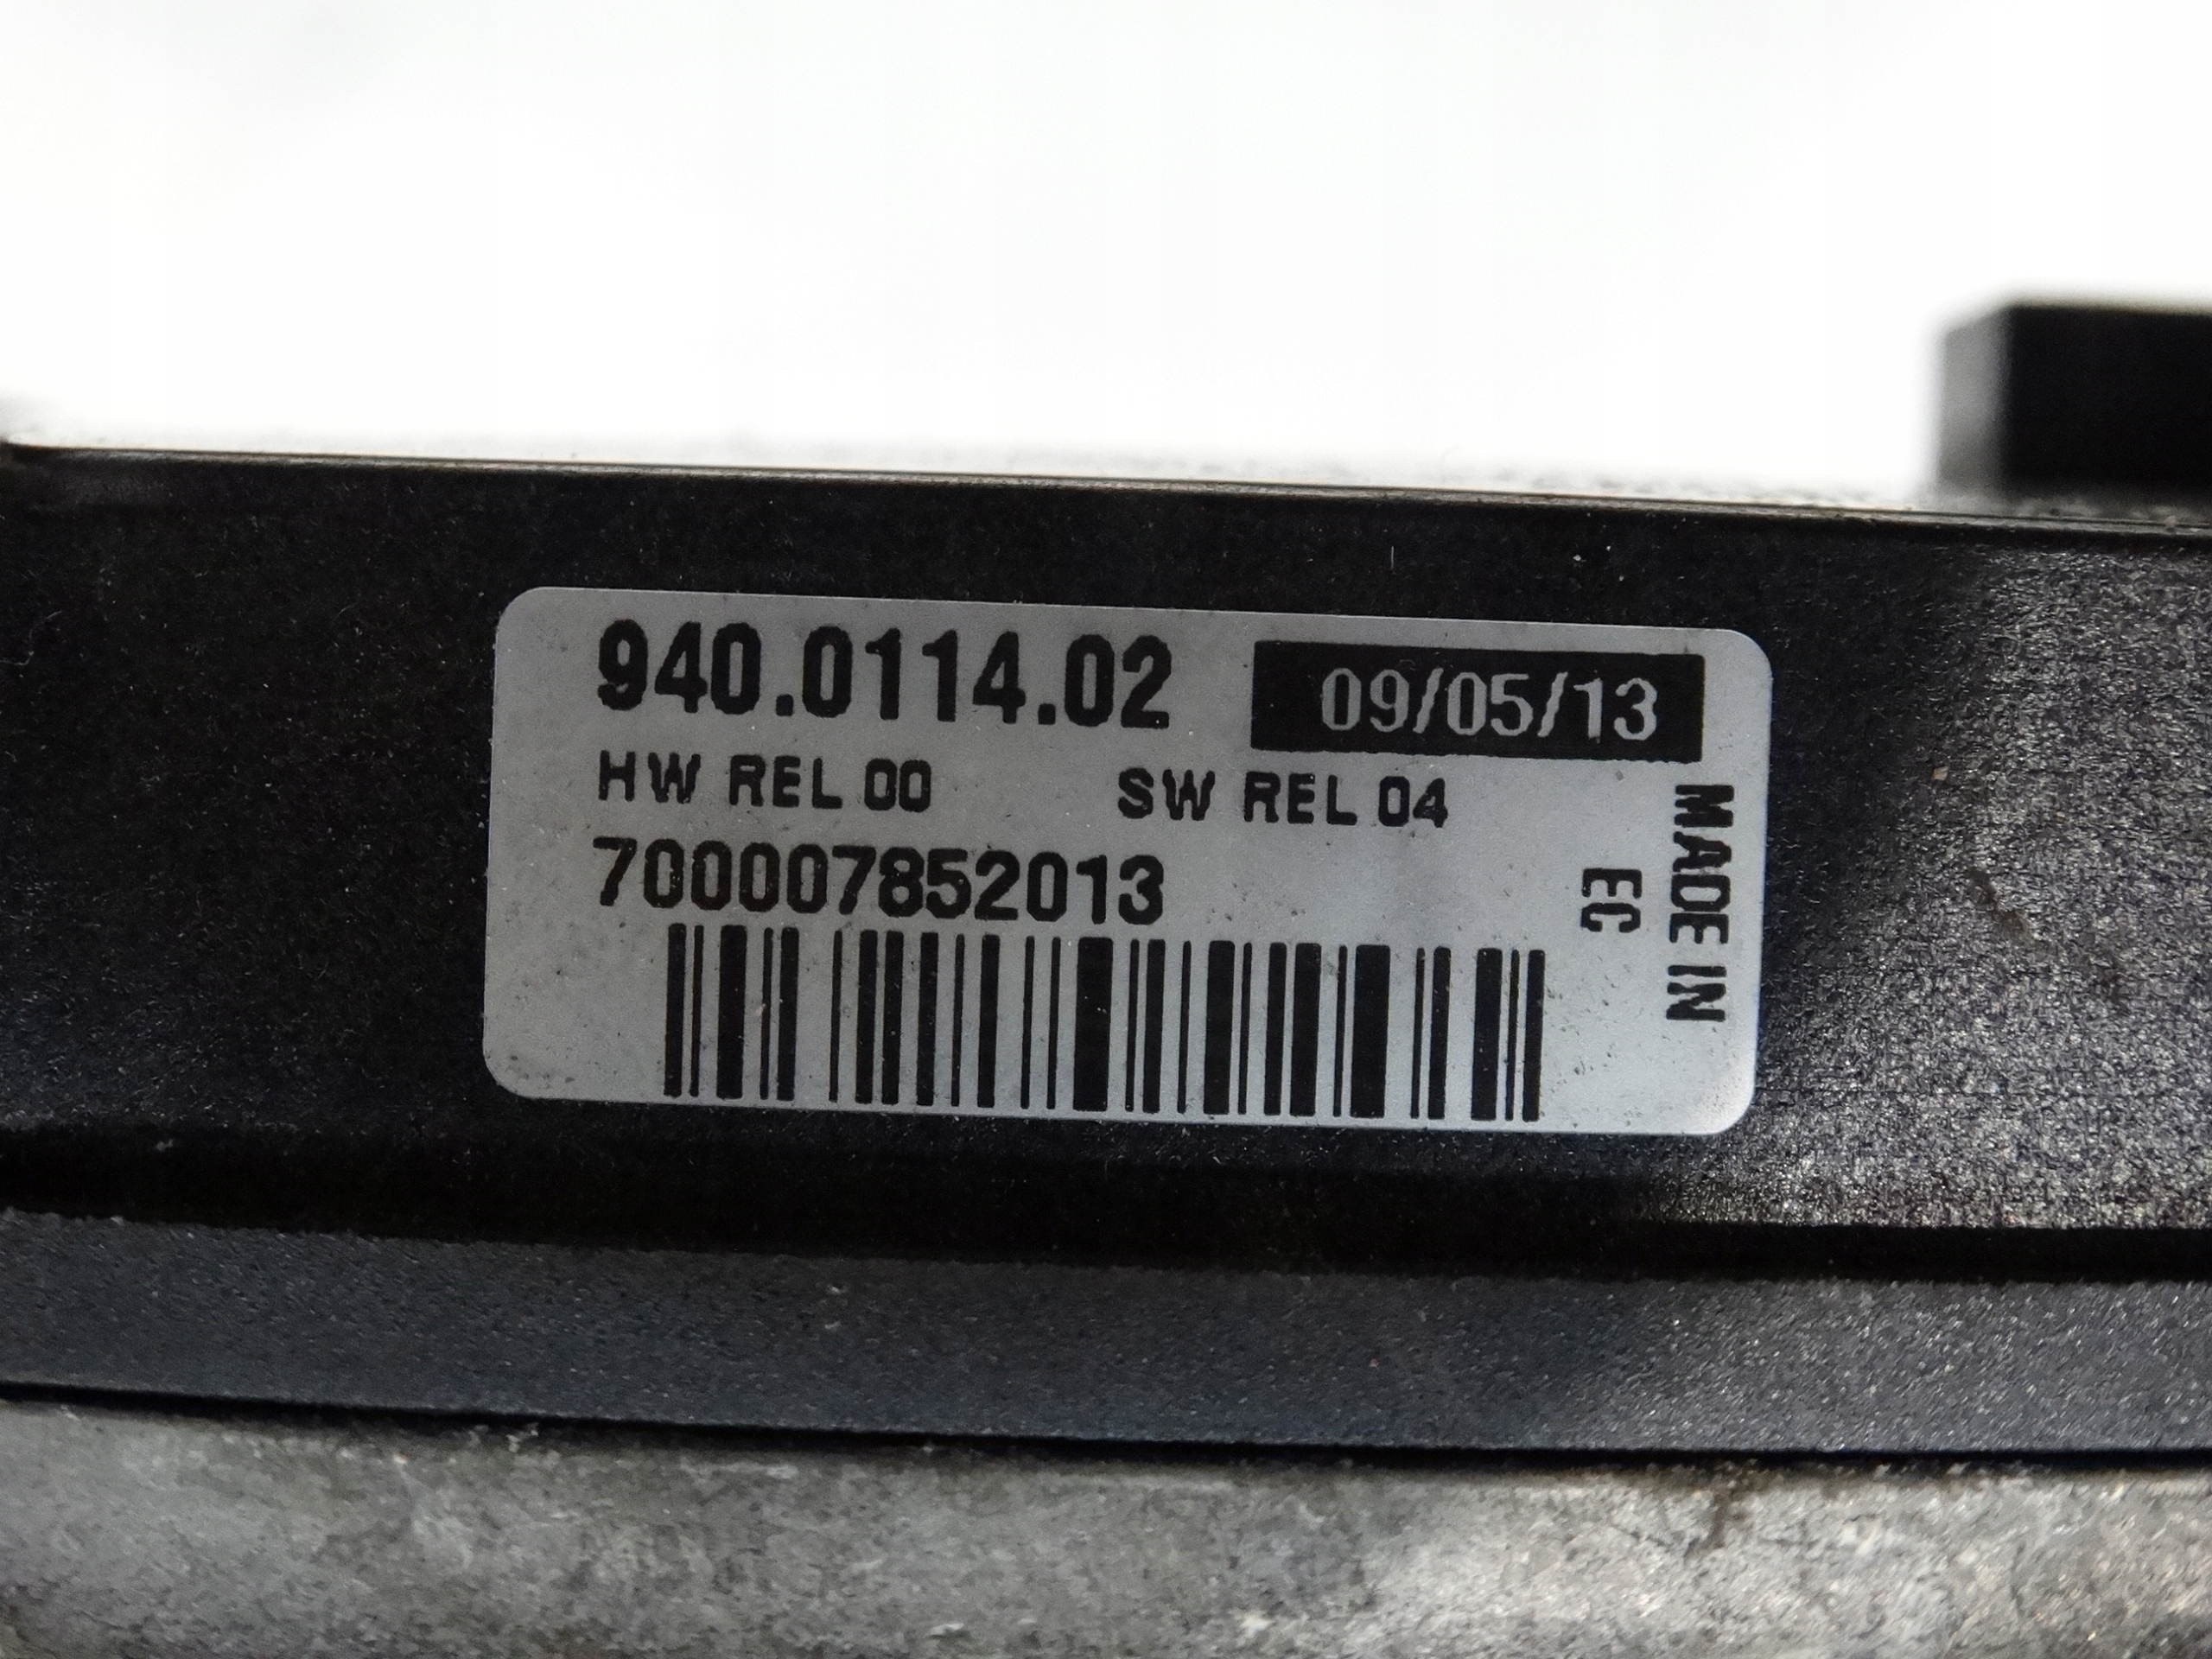 940.0114.02 09/05/13
HW REL 00 SW REL 04
700007852013
MADE IN
EC